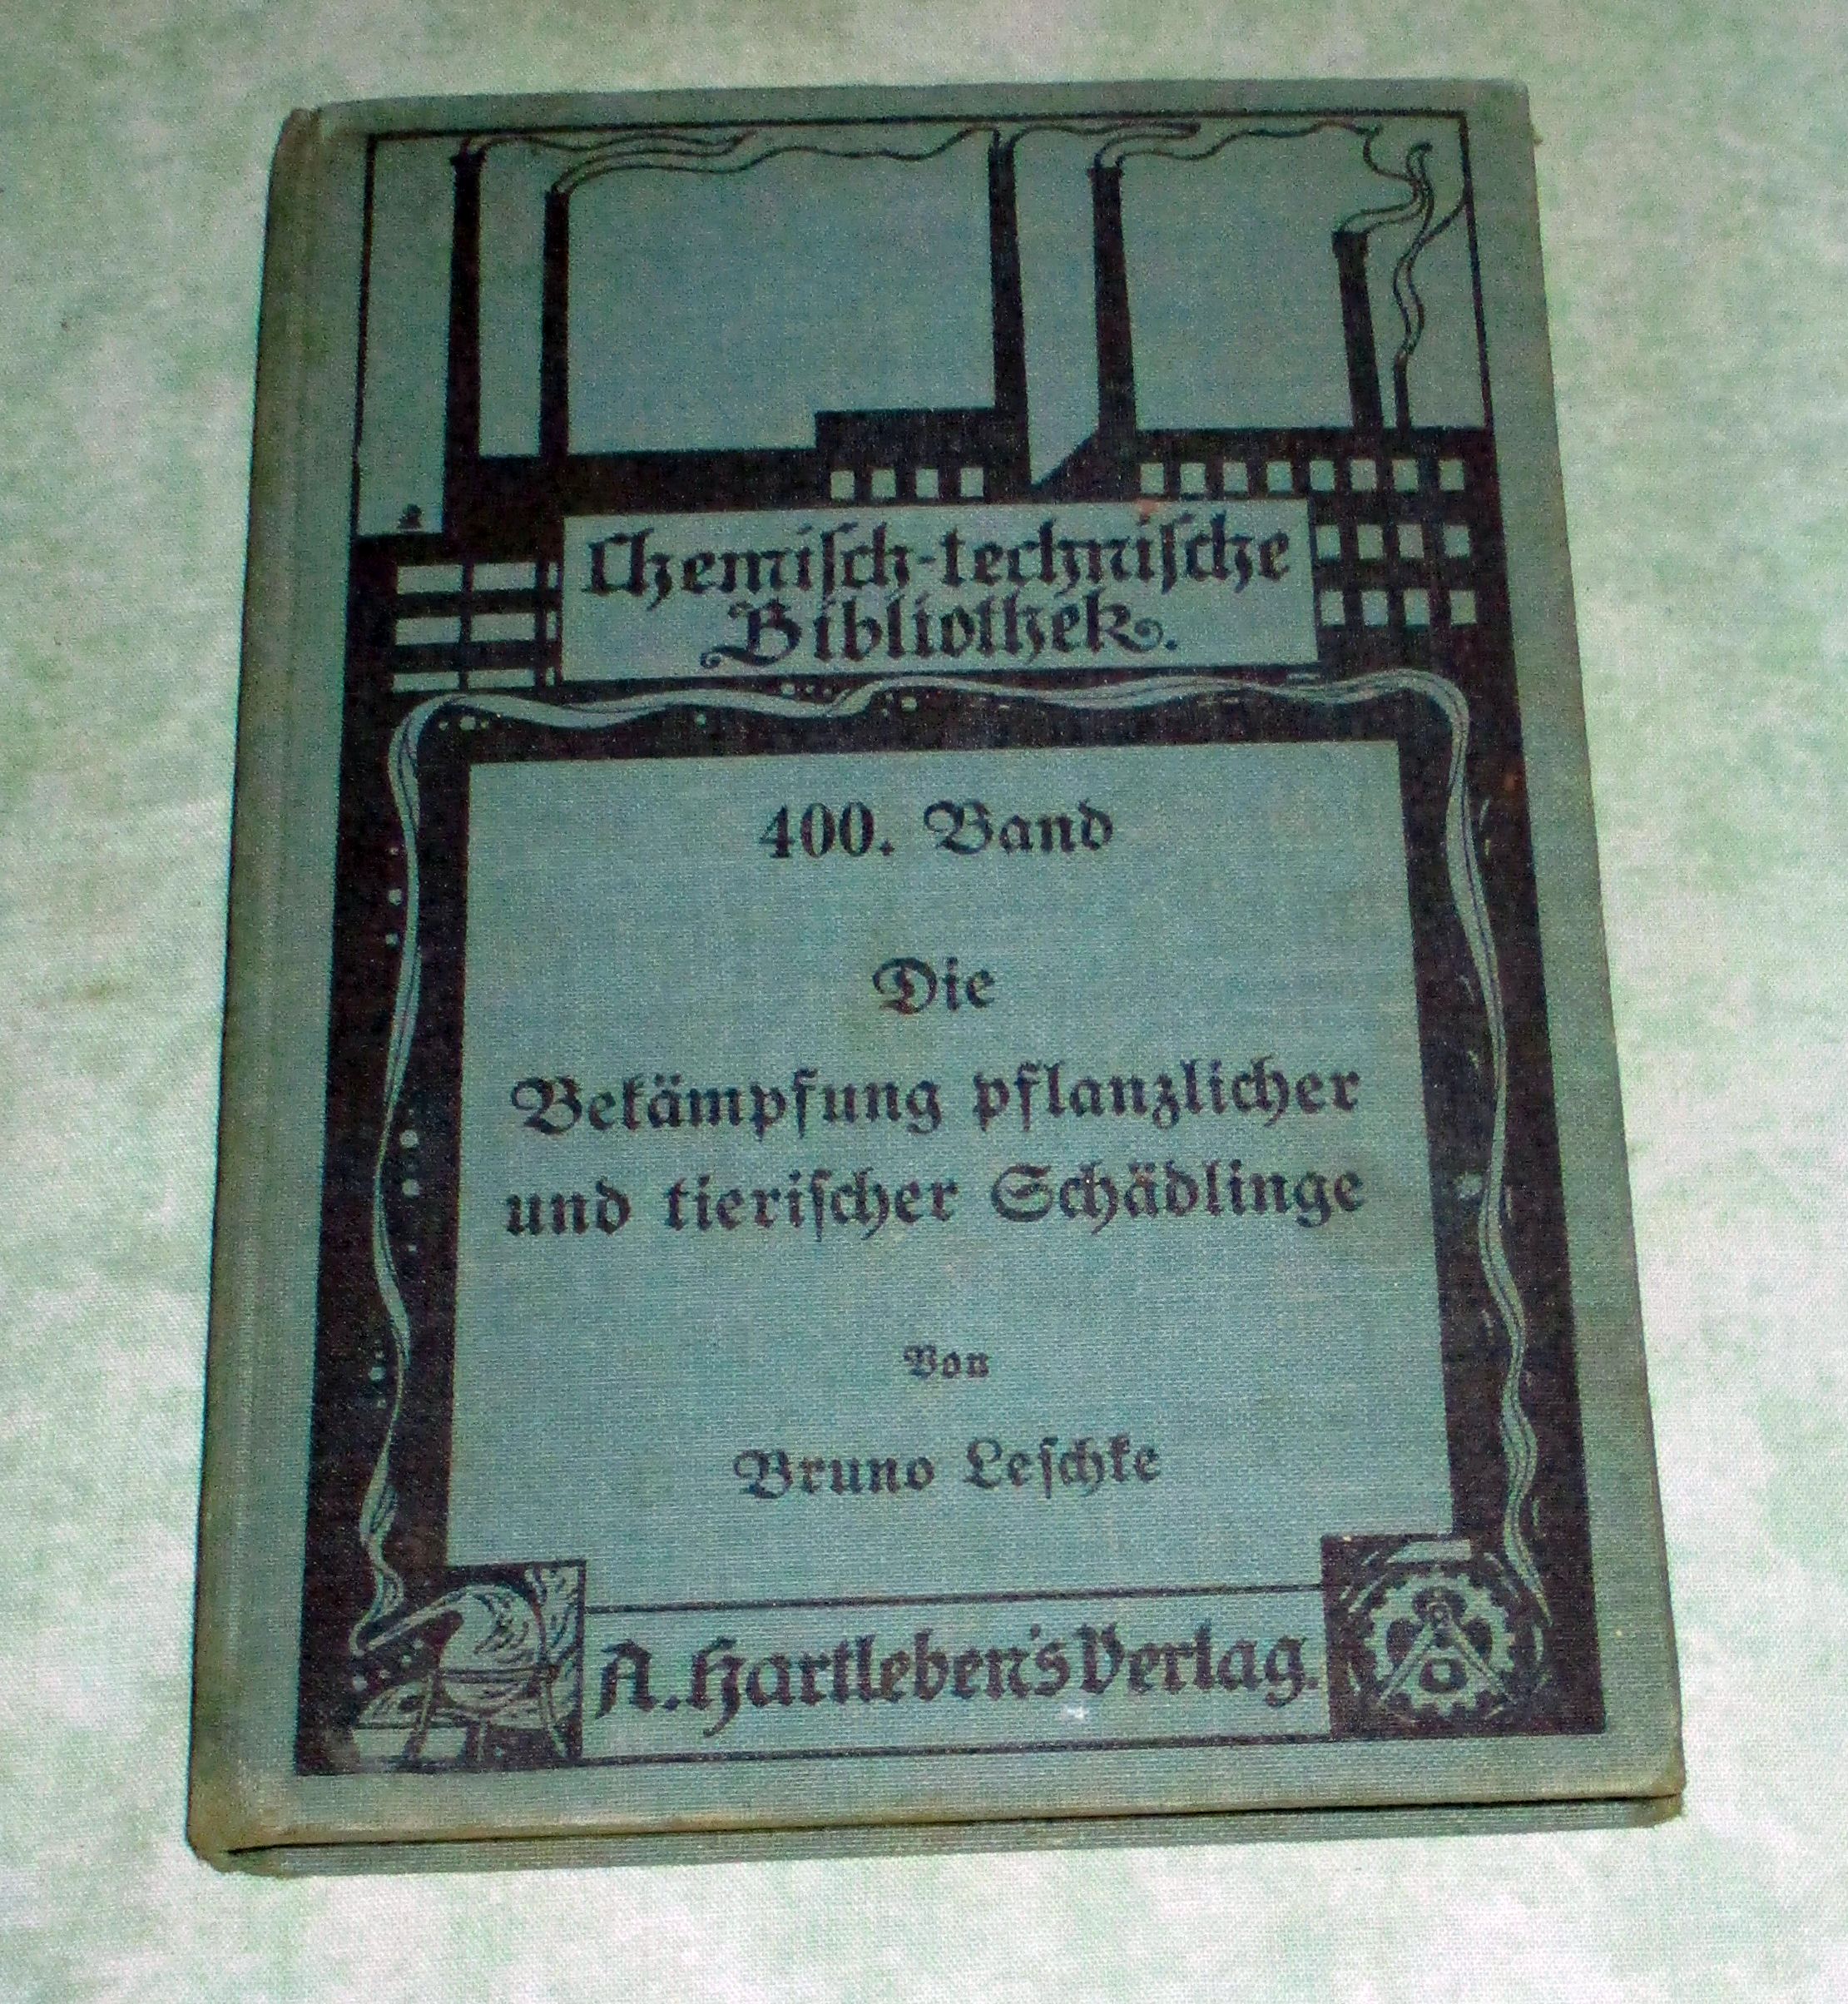 Chemisch-technische
Bibliothek.
400. Band
Die
Bekämpfung pflanzlicher
und tierischer Schädlinge
Von
Bruno Leschke
A. Hartleben's Verlag.